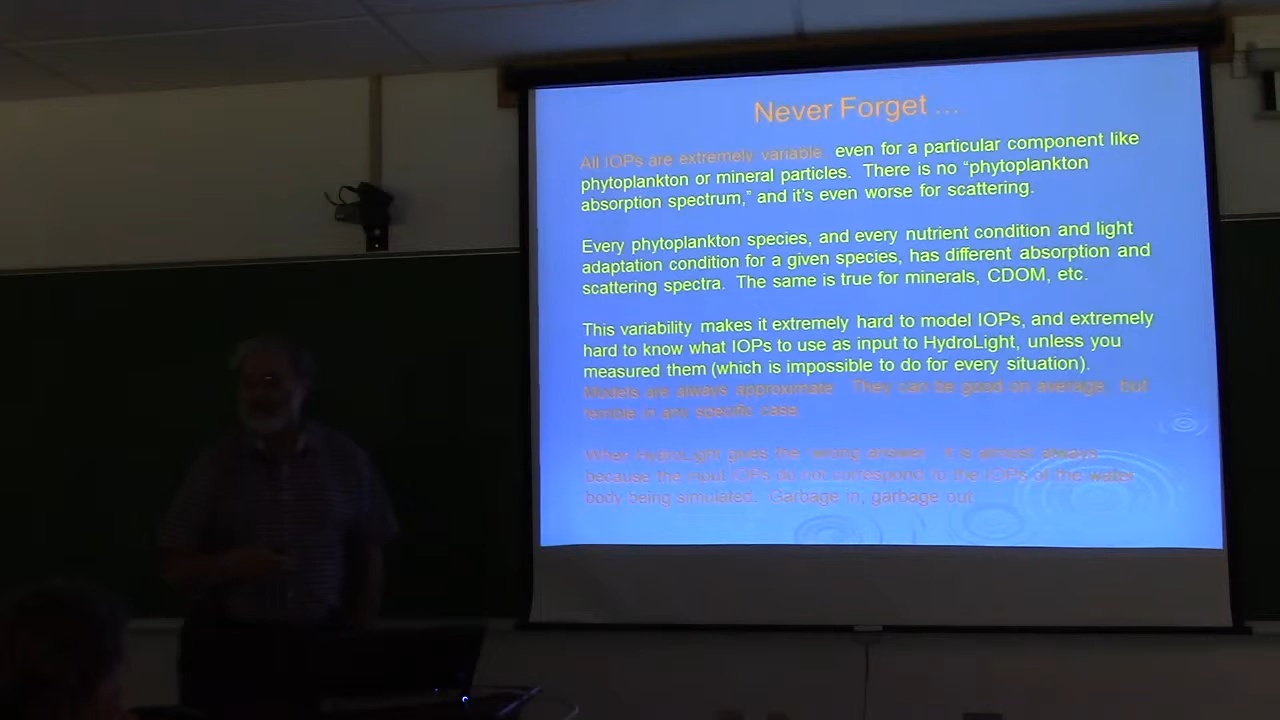 Never Forget ...
All IOPs are extremely variable, even for a particular component like
phytoplankton or mineral particles. There is no “phytoplankton
absorption spectrum,” and it’s even worse for scattering.
Every phytoplankton species, and every nutrient condition and light
adaptation condition for a given species, has different absorption and
scattering spectra. The same is true for minerals, CDOM, etc.
This variability makes it extremely hard to model IOPs, and extremely
hard to know what IOPs to use as input to HydroLight, unless you
measured them (which is impossible to do for every situation).
Models are always approximate. They can be good on average, but
terrible in any specific case.
When HydroLight gives the “wrong answer,” it is almost always
because the input IOPs do not correspond to the IOPs of the water
body being simulated. Garbage in, garbage out.